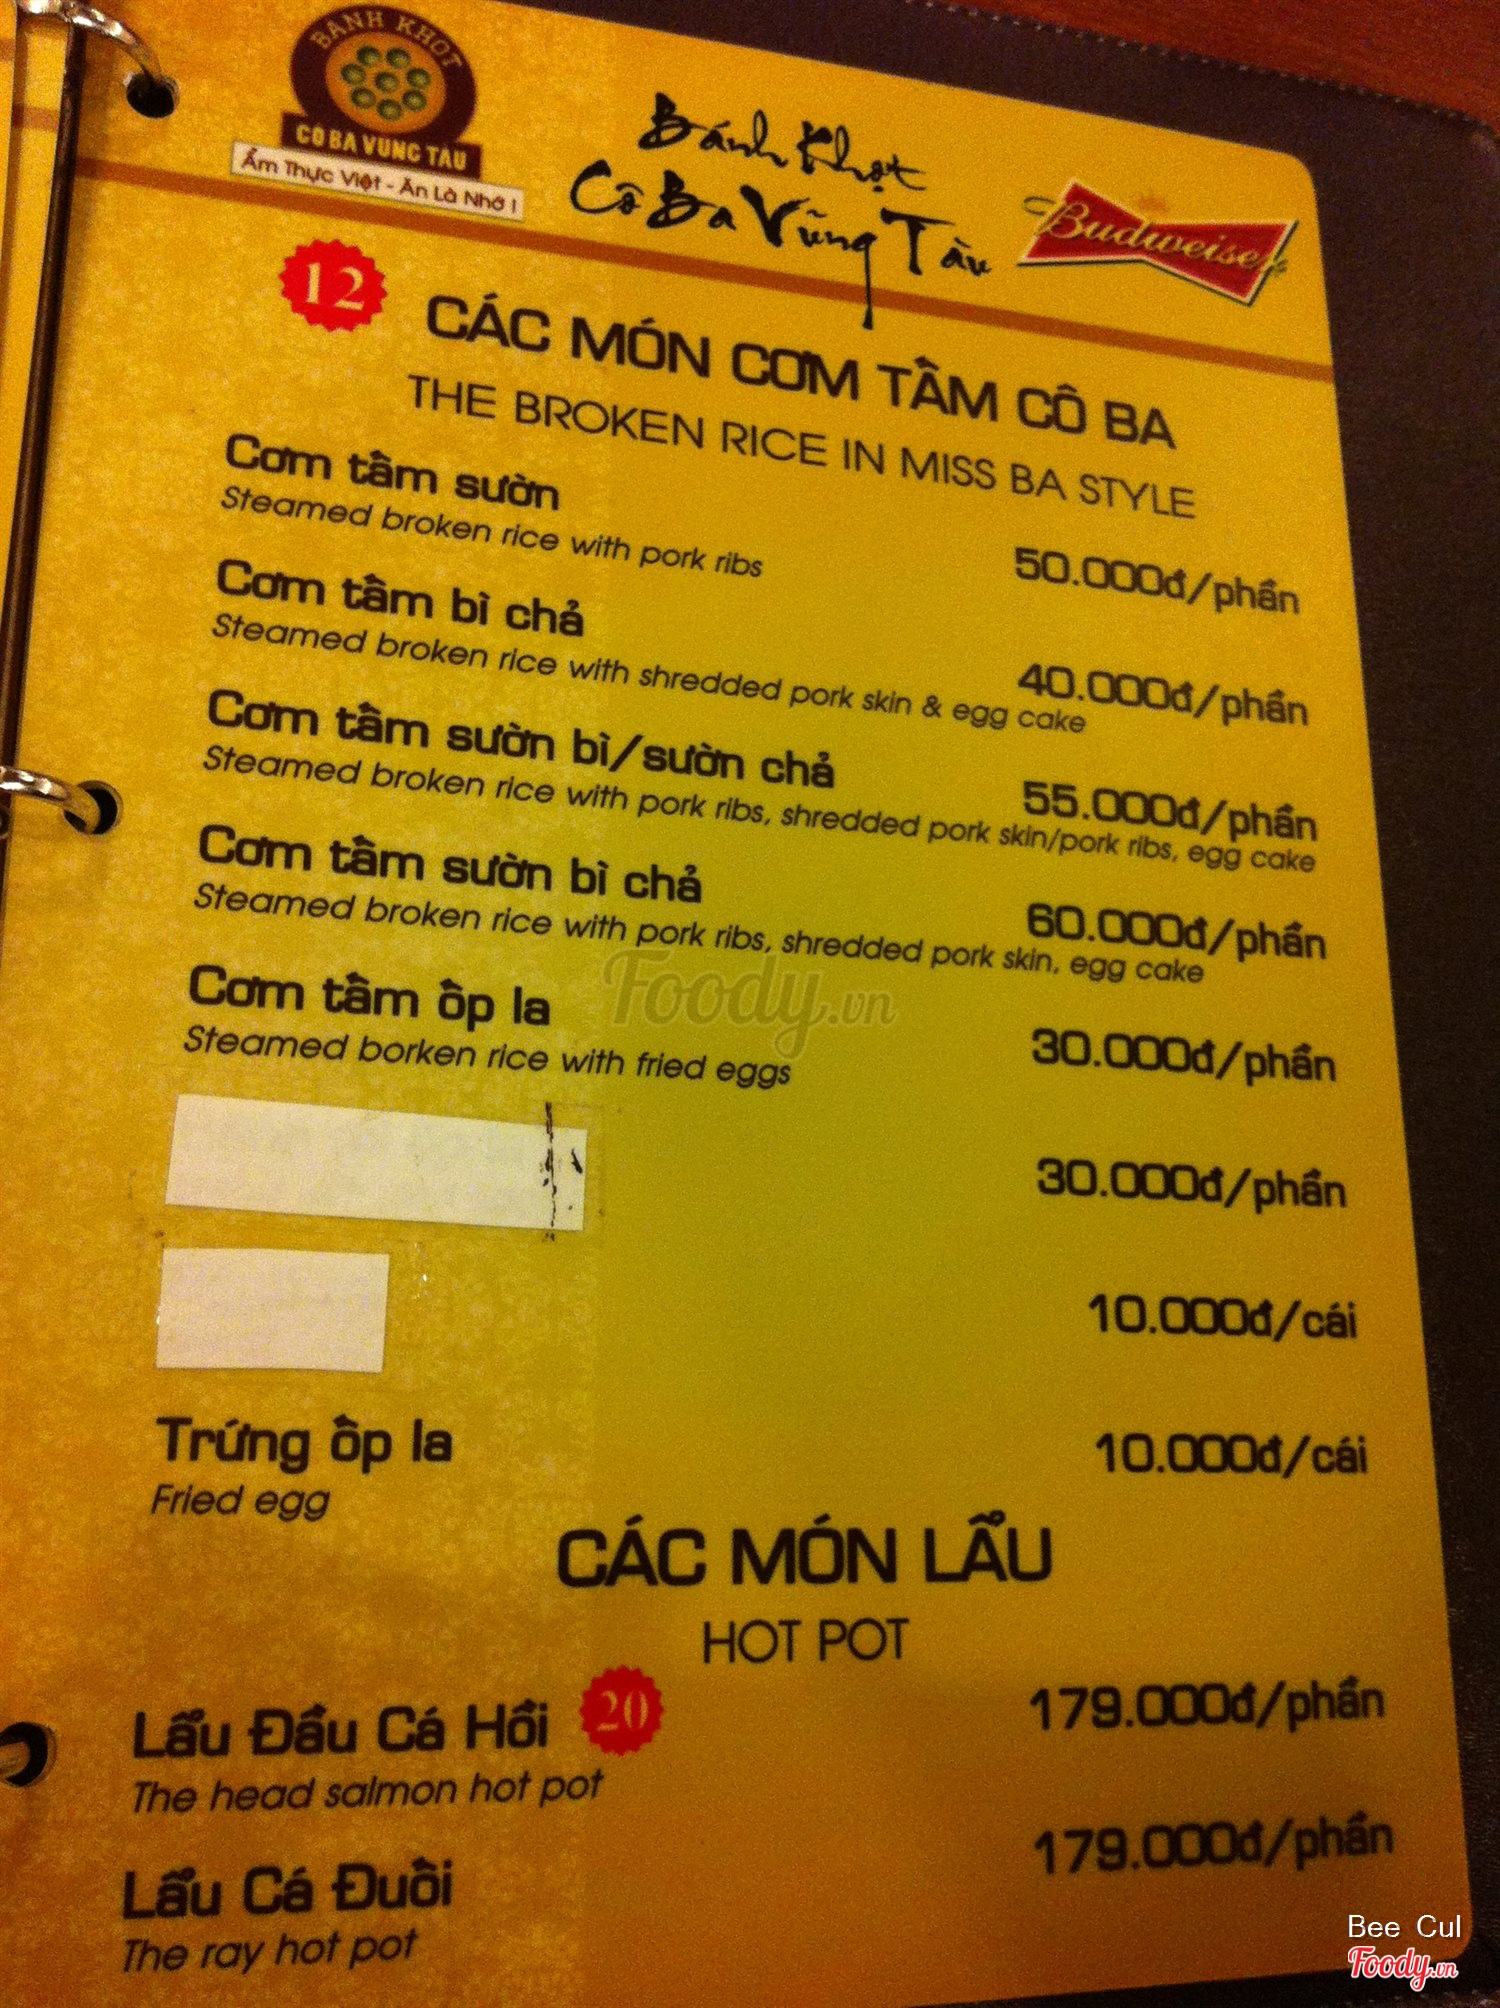 BÁNH KHỌT
CÔ BA VŨNG TÀU
Ẩm Thực Việt - Ăn Là Nhớ !
Bánh Khọt
Cô Ba Vũng Tàu
Budweiser
12
CÁC MÓN CƠM TẦM CÔ BA
THE BROKEN RICE IN MISS BA STYLE
Cơm tầm sườn
Steamed broken rice with pork ribs
50.000đ/phần
Cơm tầm bì chả
Steamed broken rice with shredded pork skin & egg cake
40.000đ/phần
Cơm tầm sườn bì/sườn chả
Steamed broken rice with pork ribs, shredded pork skin/pork ribs, egg cake
55.000đ/phần
Cơm tầm sườn bì chả
Steamed broken rice with pork ribs, shredded pork skin, egg cake
60.000đ/phần
Cơm tầm ốp la
Steamed borken rice with fried eggs
30.000đ/phần
Foody.vn
30.000đ/phần
10.000đ/cái
Trứng ốp la
Fried egg
10.000đ/cái
CÁC MÓN LẨU
HOT POT
Lẩu Đầu Cá Hồi
20
The head salmon hot pot
179.000đ/phần
Lẩu Cá Đuối
The ray hot pot
179.000đ/phần
Bee Cul
Foody.vn